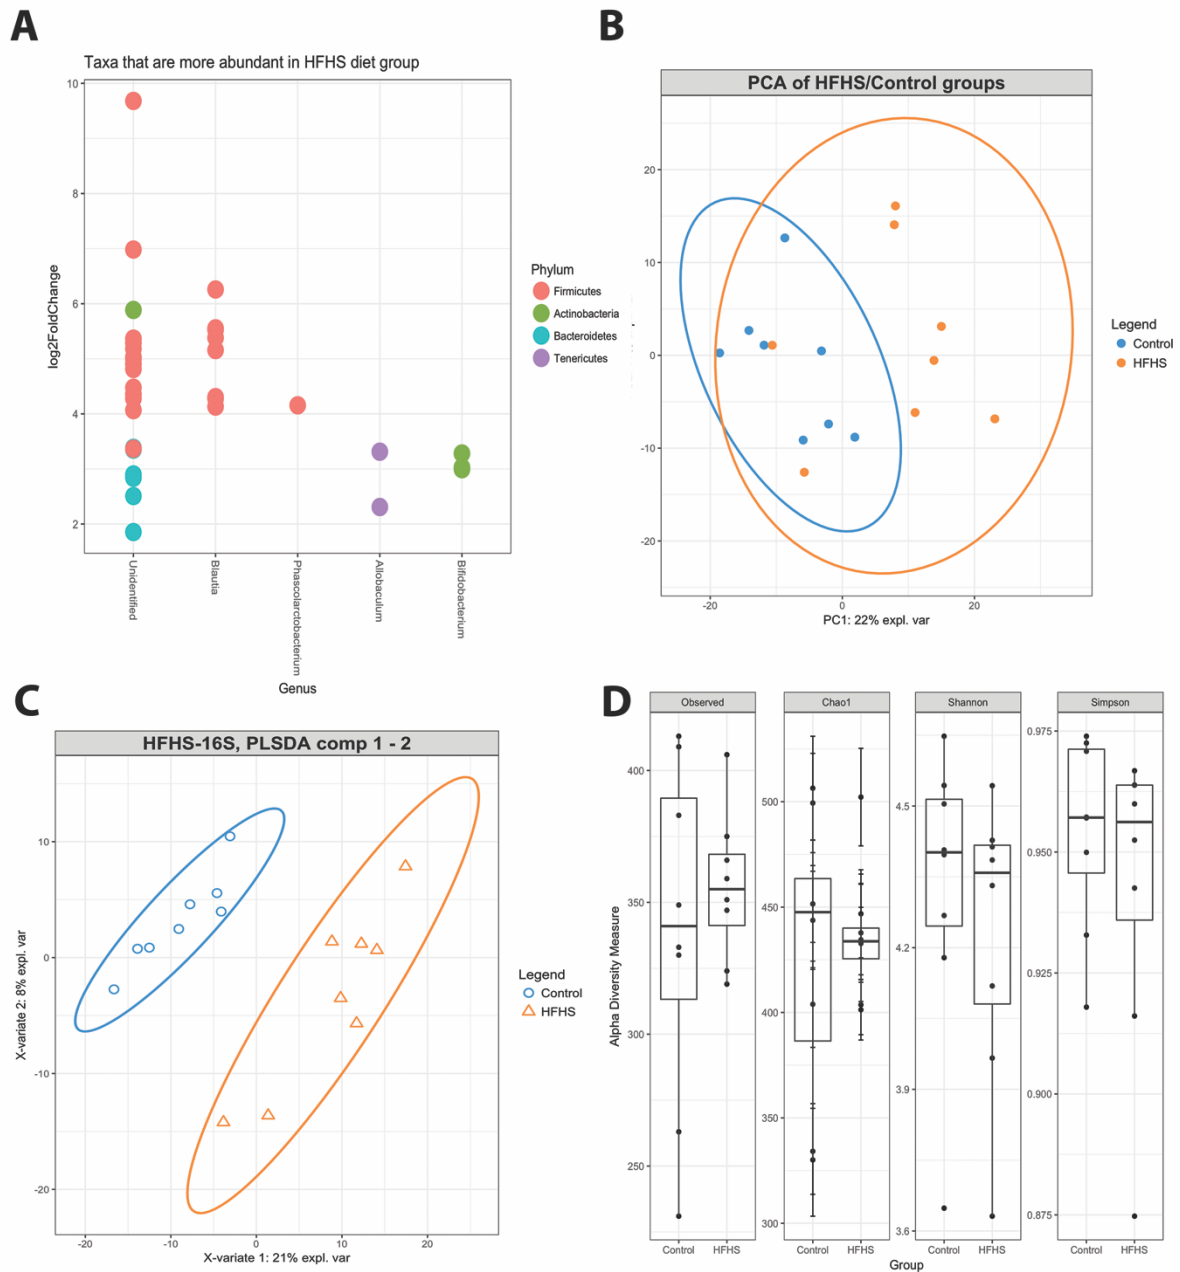 A
Taxa that are more abundant in HFHS diet group
log2FoldChange
10
8
6
4
2
Unidentified
Blautia
Phascolarctobacterium
Allobaculum
Bifidobacterium
Genus
Phylum
Firmicutes
Actinobacteria
Bacteroidetes
Tenericutes
B
PCA of HFHS/Control groups
20
10
0
-10
-20
-20
0
20
PC1: 22% expl. var
Legend
Control
HFHS
C
HFHS-16S, PLSDA comp 1 - 2
X-variate 2: 8% expl. var
10
0
-10
-20
-20
-10
0
10
20
X-variate 1: 21% expl. var
Legend
Control
HFHS
D
Alpha Diversity Measure
Observed
400
350
300
250
Control
HFHS
Chao1
500
450
400
350
300
Control
HFHS
Shannon
4.5
4.2
3.9
3.6
Control
HFHS
Simpson
0.975
0.950
0.925
0.900
0.875
Control
HFHS
Group